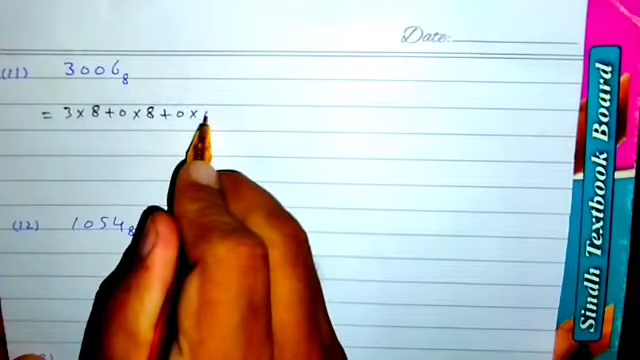 Date:
(11) 3006₈
= 3 × 8 + 0 × 8 + 0 ×
(12) 1054₈
Sindh Textbook Board